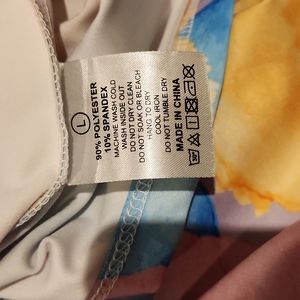 L
90% POLYESTER
10% SPANDEX
MACHINE WASH COLD
WASH INSIDE OUT
DO NOT DRY CLEAN
DO NOT SOAK OR BLEACH
HANG TO DRY
COOL IRON
DO NOT TUMBLE DRY
MADE IN CHINA